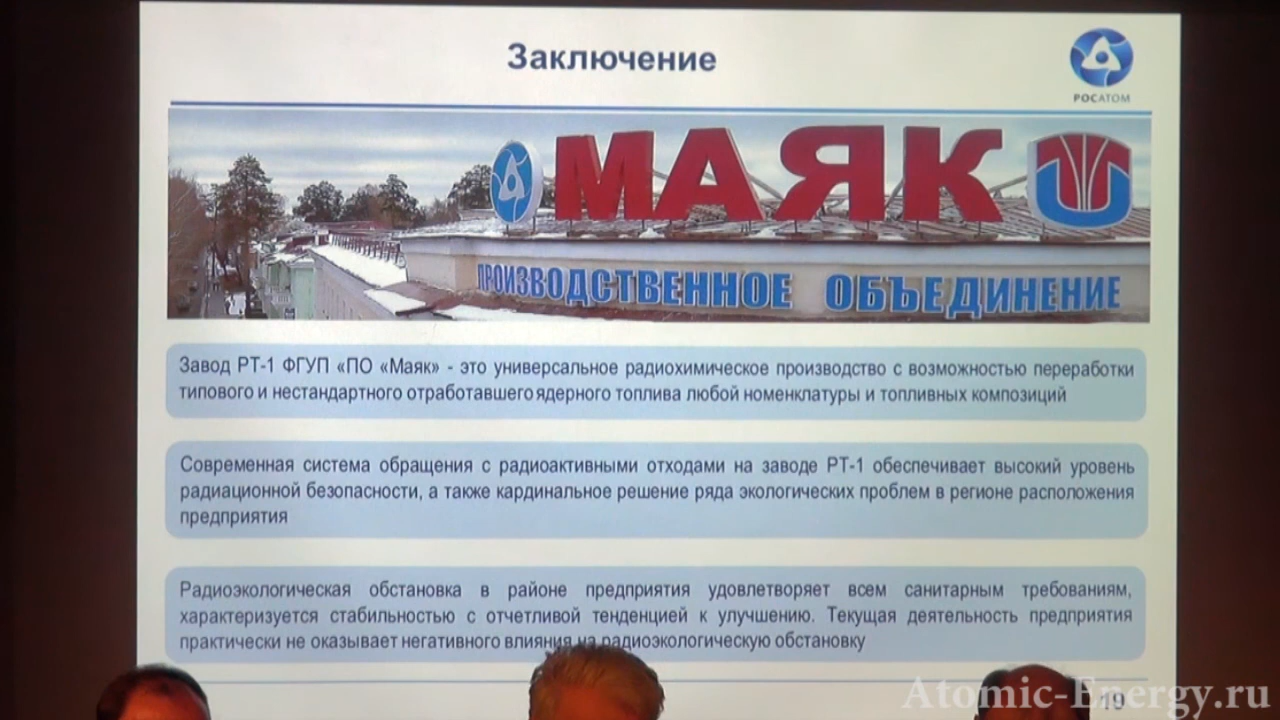 Заключение
РОСАТОМ
МАЯК
ПРОИЗВОДСТВЕННОЕ ОБЪЕДИНЕНИЕ
Завод РТ-1 ФГУП «ПО «Маяк» - это универсальное радиохимическое производство с возможностью переработки
типового и нестандартного отработавшего ядерного топлива любой номенклатуры и топливных композиций
Современная система обращения с радиоактивными отходами на заводе РТ-1 обеспечивает высокий уровень
радиационной безопасности, а также кардинальное решение ряда экологических проблем в регионе расположения
предприятия
Радиоэкологическая обстановка в районе предприятия удовлетворяет всем санитарным требованиям,
характеризуется стабильностью с отчетливой тенденцией к улучшению. Текущая деятельность предприятия
практически не оказывает негативного влияния на радиоэкологическую обстановку
19
Atomic-Energy.ru